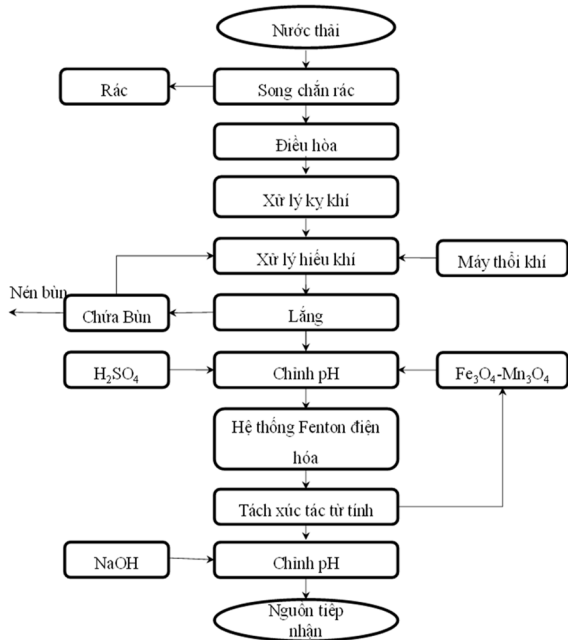 Nước thải
Rác
Song chắn rác
Điều hòa
Xử lý kỵ khí
Xử lý hiếu khí
Máy thổi khí
Nén bùn
Chứa Bùn
Lắng
H₂SO₄
Chỉnh pH
Fe₃O₄-Mn₃O₄
Hệ thống Fenton điện
hóa
Tách xúc tác từ tính
NaOH
Chỉnh pH
Nguồn tiếp
nhận